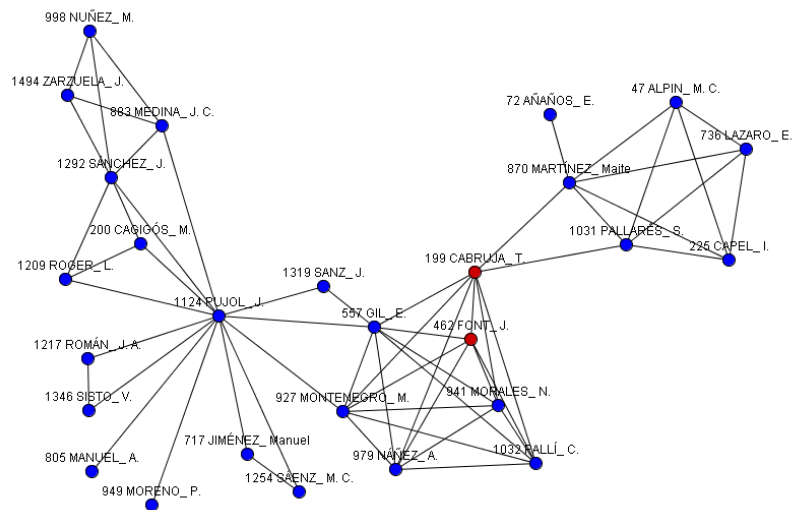 998 NUÑEZ_ M.
1494 ZARZUELA_ J.
883 MEDINA_ J. C.
1292 SÁNCHEZ_ J.
200 CAGIGÓS_ M.
1209 ROGER_ L.
1124 PUJOL_ J.
1319 SANZ_ J.
1217 ROMÁN_ J. A.
1346 SISTO_ V.
805 MANUEL_ A.
949 MORENO_ P.
717 JIMÉNEZ_ Manuel
1254 SAENZ_ M. C.
72 AÑAÑOS_ E.
47 ALPIN_ M. C.
736 LAZARO_ E.
870 MARTÍNEZ_ Maite
1031 PALLARÈS_ S.
225 CAPEL_ I.
199 CABRUJA_ T.
557 GIL_ E.
462 FONT_ J.
927 MONTENEGRO_ M.
941 MORALES_ N.
979 NÁÑEZ_ A.
1032 PALLÍ_ C.